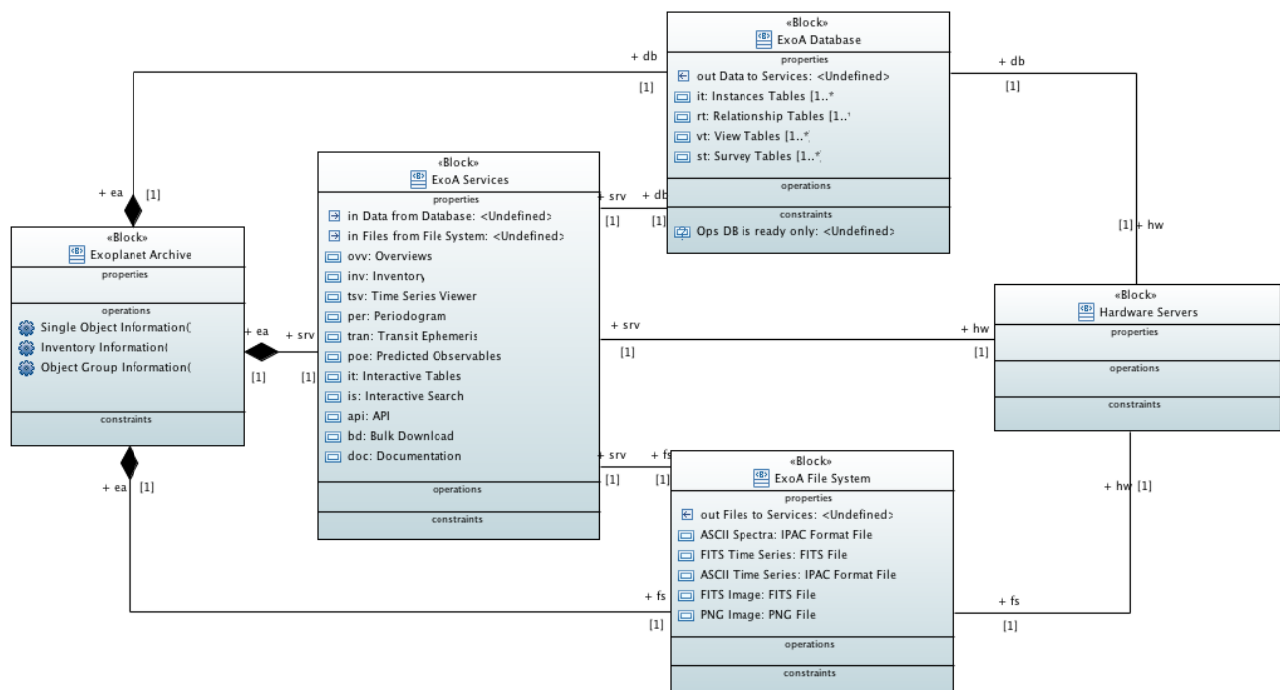 «Block»
ExoA Database
properties
out Data to Services: <Undefined>
it: Instances Tables [1..*
rt: Relationship Tables [1..*
vt: View Tables [1..*
st: Survey Tables [1..*
operations
constraints
Ops DB is ready only: <Undefined>
+ db
[1]
+ db
[1]
«Block»
ExoA Services
properties
in Data from Database: <Undefined>
in Files from File System: <Undefined>
ovv: Overviews
inv: Inventory
tsv: Time Series Viewer
per: Periodogram
tran: Transit Ephemeris
poe: Predicted Observables
it: Interactive Tables
is: Interactive Search
api: API
bd: Bulk Download
doc: Documentation
operations
constraints
+ srv
+ db
[1]
[1]
+ ea
[1]
[1]
+ hw
«Block»
Exoplanet Archive
properties
operations
Single Object Information(
Inventory Information(
Object Group Information(
constraints
+ ea
+ srv
[1]
[1]
+ srv
[1]
+ hw
[1]
«Block»
Hardware Servers
properties
operations
constraints
+ srv
+ fs
[1]
[1]
+ ea
[1]
«Block»
ExoA File System
properties
out Files to Services: <Undefined>
ASCII Spectra: IPAC Format File
FITS Time Series: FITS File
ASCII Time Series: IPAC Format File
FITS Image: FITS File
PNG Image: PNG File
operations
constraints
+ hw
[1]
+ fs
[1]
+ fs
[1]